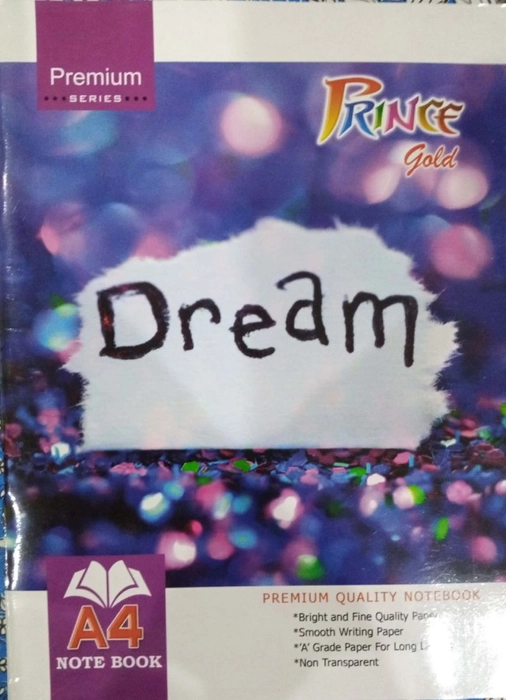 Premium
SERIES
PRINCE
Gold
Dream
A4
NOTE BOOK
PREMIUM QUALITY NOTEBOOK
*Bright and Fine Quality Paper
*Smooth Writing Paper
*'A' Grade Paper For Long
*Non Transparent